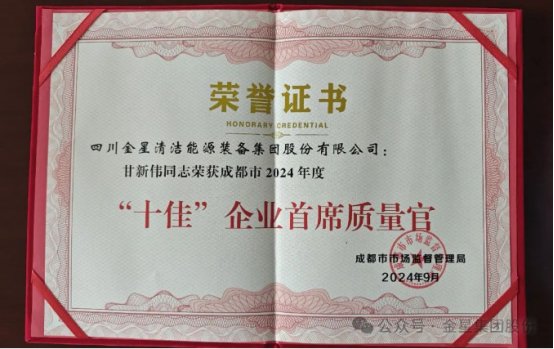 荣誉证书
HONORARY CREDENTIAL
四川金星清洁能源装备集团股份有限公司：
甘新伟同志荣获成都市2024年度
“十佳”企业首席质量官
成都市市场监督管理局
2024年9月
公众号·金星集团股份